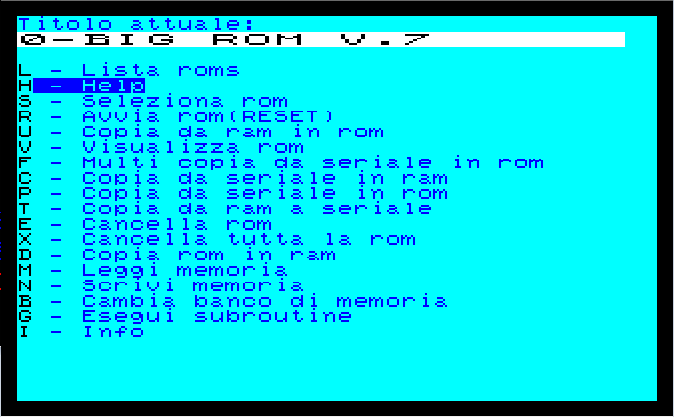 Titolo attuale:
0-BIG ROM V.7
L - Lista roms
H - Help
S - Seleziona rom
R - Avvia rom(RESET)
U - Copia da ram in rom
V - Visualizza rom
F - Multi copia da seriale in rom
C - Copia da seriale in ram
P - Copia da seriale in rom
T - Copia da ram a seriale
E - Cancella rom
X - Cancella tutta la rom
D - Copia rom in ram
M - Leggi memoria
N - Scrivi memoria
B - Cambia banco di memoria
G - Esegui subroutine
I - Info